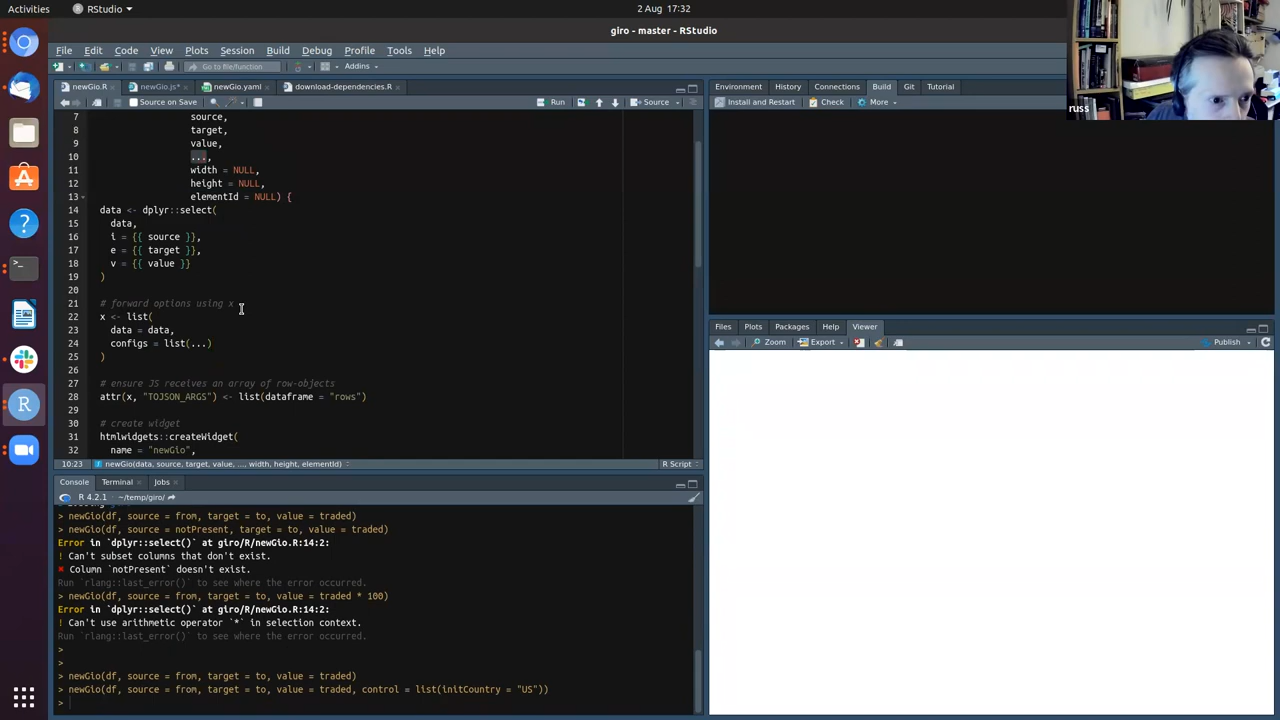 Activities
RStudio
2 Aug 17:32
giro - master - RStudio
File Edit Code View Plots Session Build Debug Profile Tools Help
Go to file/function
Addins
newGio.R
newGio.js*
newGio.yaml
download-dependencies.R
Source on Save
Run
Source
7 source,
8 target,
9 value,
10 ...,
11 width = NULL,
12 height = NULL,
13 elementId = NULL) {
14 data <- dplyr::select(
15 data,
16 i = {{ source }},
17 e = {{ target }},
18 v = {{ value }}
19 )
20
21 # forward options using x
22 x <- list(
23 data = data,
24 configs = list(...)
25 )
26
27 # ensure JS receives an array of row-objects
28 attr(x, "TOJSON_ARGS") <- list(dataframe = "rows")
29
30 # create widget
31 htmlwidgets::createWidget(
32 name = "newGio",
10:23 newGio(data, source, target, value, ..., width, height, elementId)
R Script
Console Terminal Jobs
R 4.2.1 · ~/temp/giro/
> newGio(df, source = from, target = to, value = traded)
> newGio(df, source = notPresent, target = to, value = traded)
Error in `dplyr::select()` at giro/R/newGio.R:14:2:
! Can't subset columns that don't exist.
✖ Column `notPresent` doesn't exist.
Run `rlang::last_error()` to see where the error occurred.
> newGio(df, source = from, target = to, value = traded * 100)
Error in `dplyr::select()` at giro/R/newGio.R:14:2:
! Can't use arithmetic operator `*` in selection context.
Run `rlang::last_error()` to see where the error occurred.
>
>
> newGio(df, source = from, target = to, value = traded)
> newGio(df, source = from, target = to, value = traded, control = list(initCountry = "US"))
>
Environment History Connections Build Git Tutorial
Install and Restart Check More
Files Plots Packages Help Viewer
Zoom Export Publish
russ